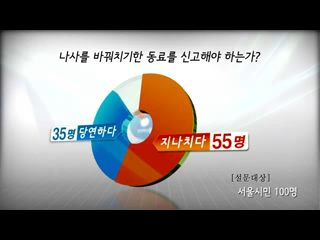 나사를 바꿔치기한 동료를 신고해야 하는가?
35명 당연하다
지나치다 55명
[설문대상]
서울시민 100명